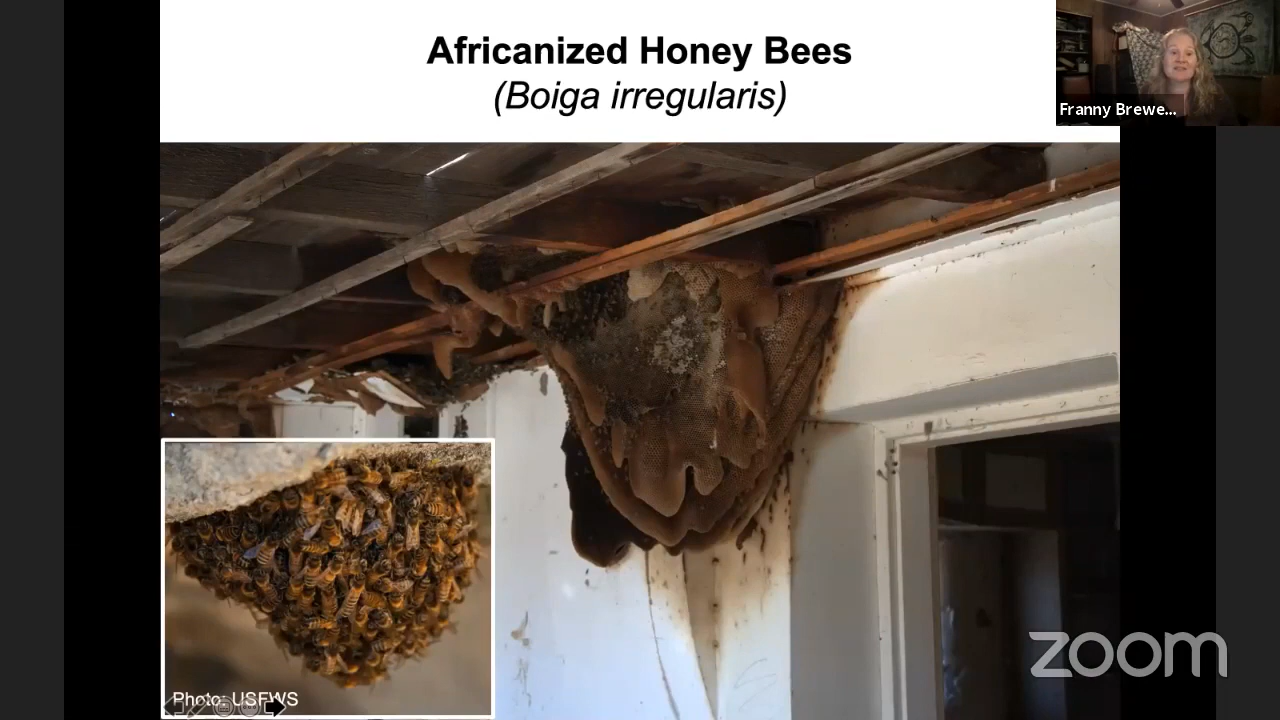 Africanized Honey Bees
(Boiga irregularis)
Franny Brewe...
Photo: USFWS
zoom